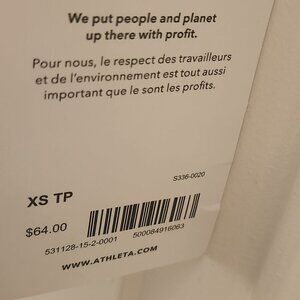 We put people and planet
up there with profit.
Pour nous, le respect des travailleurs
et de l'environnement est tout aussi
important que le sont les profits.
S336-0020
XS TP
$64.00
531128-15-2-0001 500084916063
WWW.ATHLETA.COM